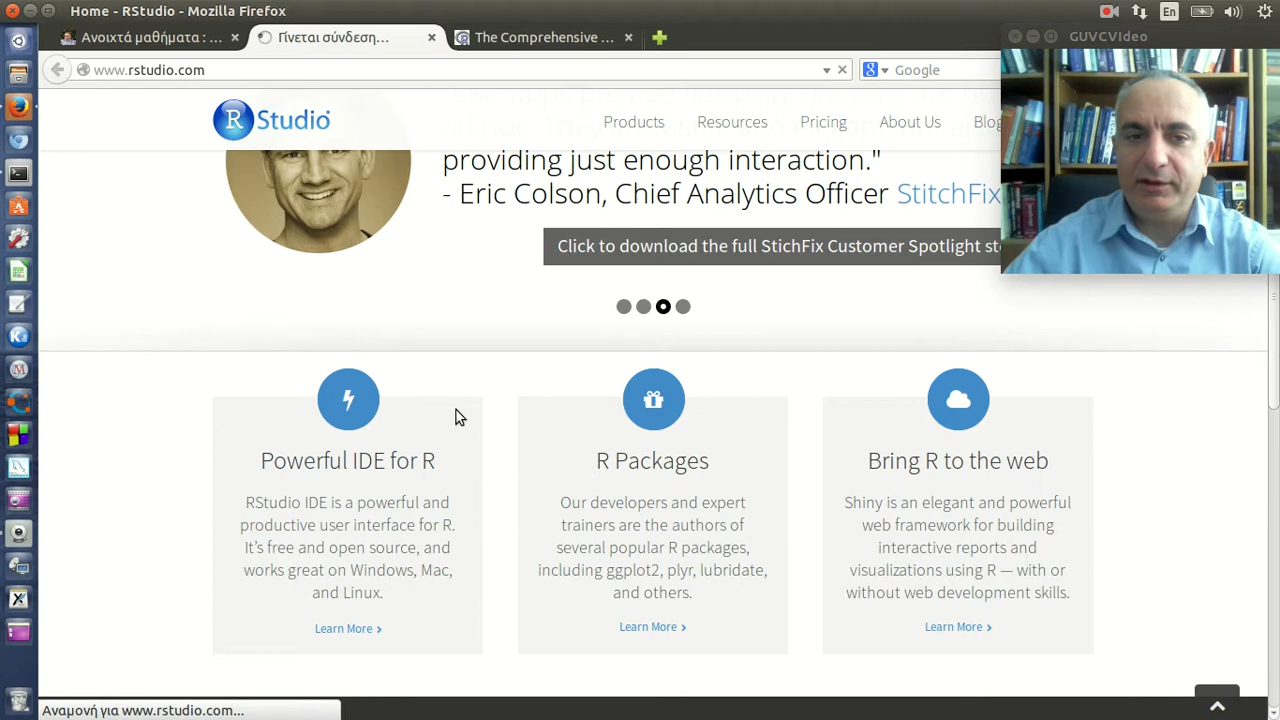 Home - RStudio - Mozilla Firefox
En
Ανοιχτά μαθήματα : ...
Γίνεται σύνδεση...
The Comprehensive ...
GUVCVIdeo
www.rstudio.com
Google
R Studio
Products
Resources
Pricing
About Us
Blog
providing just enough interaction."
- Eric Colson, Chief Analytics Officer StitchFix
Click to download the full StichFix Customer Spotlight
Powerful IDE for R
RStudio IDE is a powerful and
productive user interface for R.
It's free and open source, and
works great on Windows, Mac,
and Linux.
Learn More
R Packages
Our developers and expert
trainers are the authors of
several popular R packages,
including ggplot2, plyr, lubridate,
and others.
Learn More
Bring R to the web
Shiny is an elegant and powerful
web framework for building
interactive reports and
visualizations using R — with or
without web development skills.
Learn More
Αναμονή για www.rstudio.com...